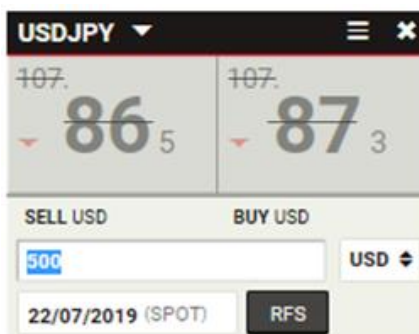 USDJPY
107. 107.
86 5 87 3
SELL USD BUY USD
500 USD
22/07/2019 (SPOT) RFS